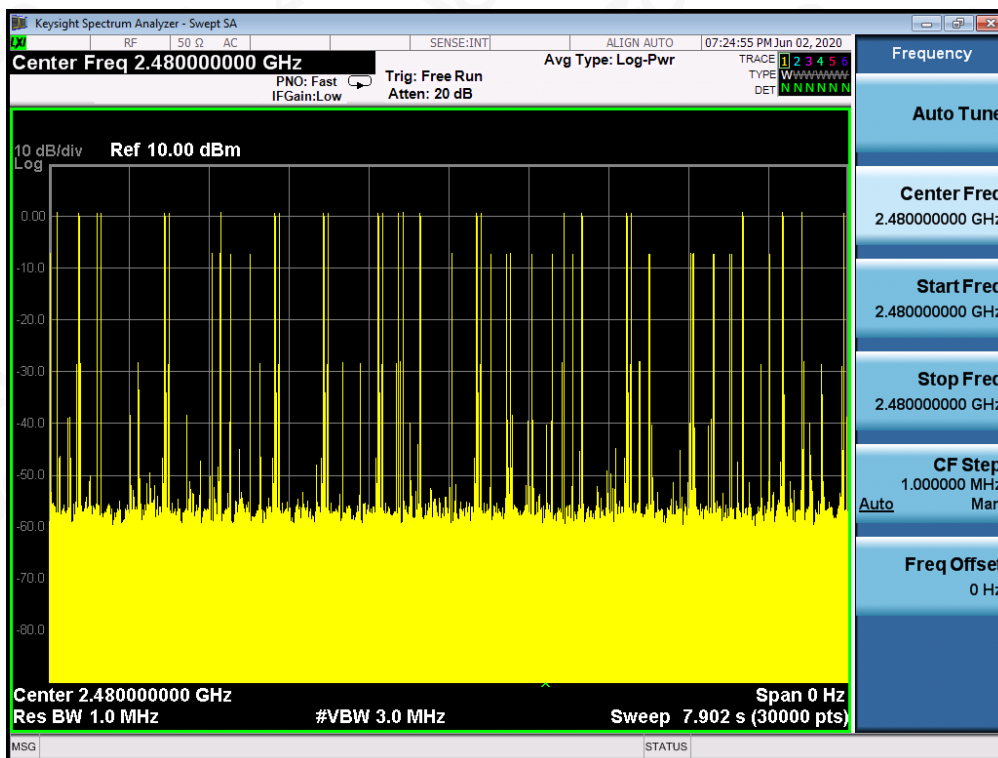 Keysight Spectrum Analyzer - Swept SA
LXI RF 50 Ω AC SENSE:INT ALIGN AUTO 07:24:55 PM Jun 02, 2020
Center Freq 2.480000000 GHz
PNO: Fast
IFGain:Low
Trig: Free Run
Atten: 20 dB
Avg Type: Log-Pwr
TRACE 1 2 3 4 5 6
TYPE WWWWWW
DET N N N N N N
10 dB/div Ref 10.00 dBm
Log
0.00
-10.0
-20.0
-30.0
-40.0
-50.0
-60.0
-70.0
-80.0
Center 2.480000000 GHz Span 0 Hz
Res BW 1.0 MHz #VBW 3.0 MHz Sweep 7.902 s (30000 pts)
MSG STATUS
Frequency
Auto Tune
Center Freq
2.480000000 GHz
Start Freq
2.480000000 GHz
Stop Freq
2.480000000 GHz
CF Step
1.000000 MHz
Auto Man
Freq Offset
0 Hz